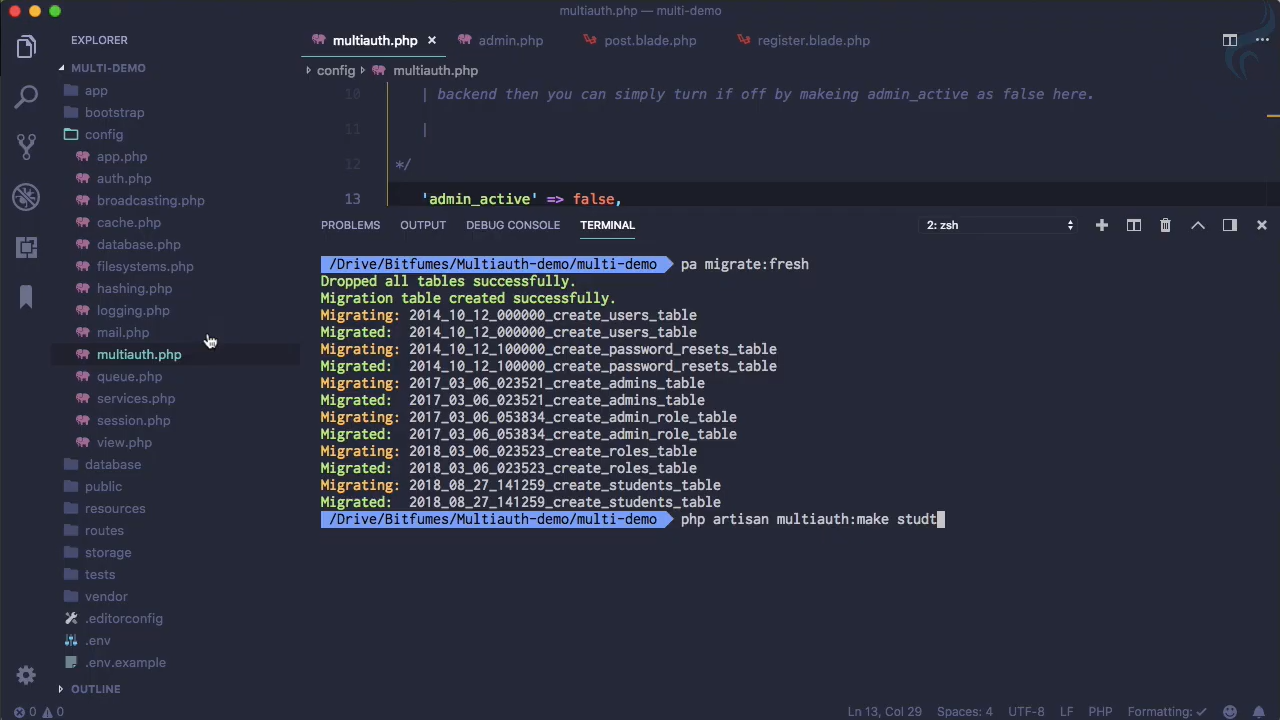 multiauth.php — multi-demo
EXPLORER
multiauth.php
admin.php
post.blade.php
register.blade.php
MULTI-DEMO
config
multiauth.php
app
bootstrap
config
app.php
auth.php
broadcasting.php
cache.php
database.php
filesystems.php
hashing.php
logging.php
mail.php
multiauth.php
queue.php
services.php
session.php
view.php
database
public
resources
routes
storage
tests
vendor
.editorconfig
.env
.env.example
OUTLINE
10 | backend then you can simply turn if off by makeing admin_active as false here.
11 |
12 */
13 'admin_active' => false,
PROBLEMS OUTPUT DEBUG CONSOLE TERMINAL 2: zsh
/Drive/Bitfumes/Multiauth-demo/multi-demo pa migrate:fresh
Dropped all tables successfully.
Migration table created successfully.
Migrating: 2014_10_12_000000_create_users_table
Migrated: 2014_10_12_000000_create_users_table
Migrating: 2014_10_12_100000_create_password_resets_table
Migrated: 2014_10_12_100000_create_password_resets_table
Migrating: 2017_03_06_023521_create_admins_table
Migrated: 2017_03_06_023521_create_admins_table
Migrating: 2017_03_06_053834_create_admin_role_table
Migrated: 2017_03_06_053834_create_admin_role_table
Migrating: 2018_03_06_023523_create_roles_table
Migrated: 2018_03_06_023523_create_roles_table
Migrating: 2018_08_27_141259_create_students_table
Migrated: 2018_08_27_141259_create_students_table
/Drive/Bitfumes/Multiauth-demo/multi-demo php artisan multiauth:make studt
0 0
Ln 13, Col 29 Spaces: 4 UTF-8 LF PHP Formatting: ✓